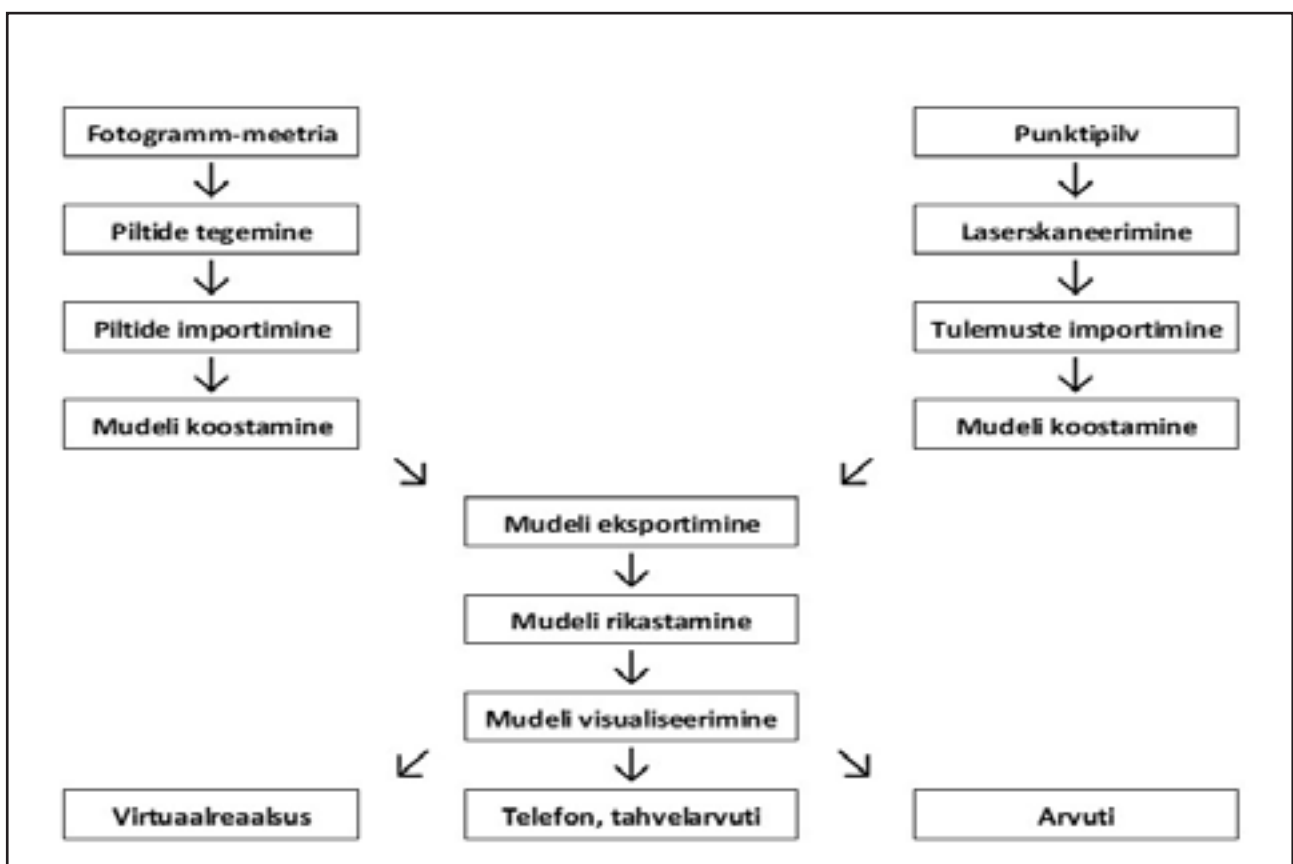 Fotogramm-meetria
Piltide tegemine
Piltide importimine
Mudeli koostamine
Punktipilv
Laserskaneerimine
Tulemuste importimine
Mudeli koostamine
Mudeli eksportimine
Mudeli rikastamine
Mudeli visualiseerimine
Virtuaalreaalsus
Telefon, tahvelarvuti
Arvuti